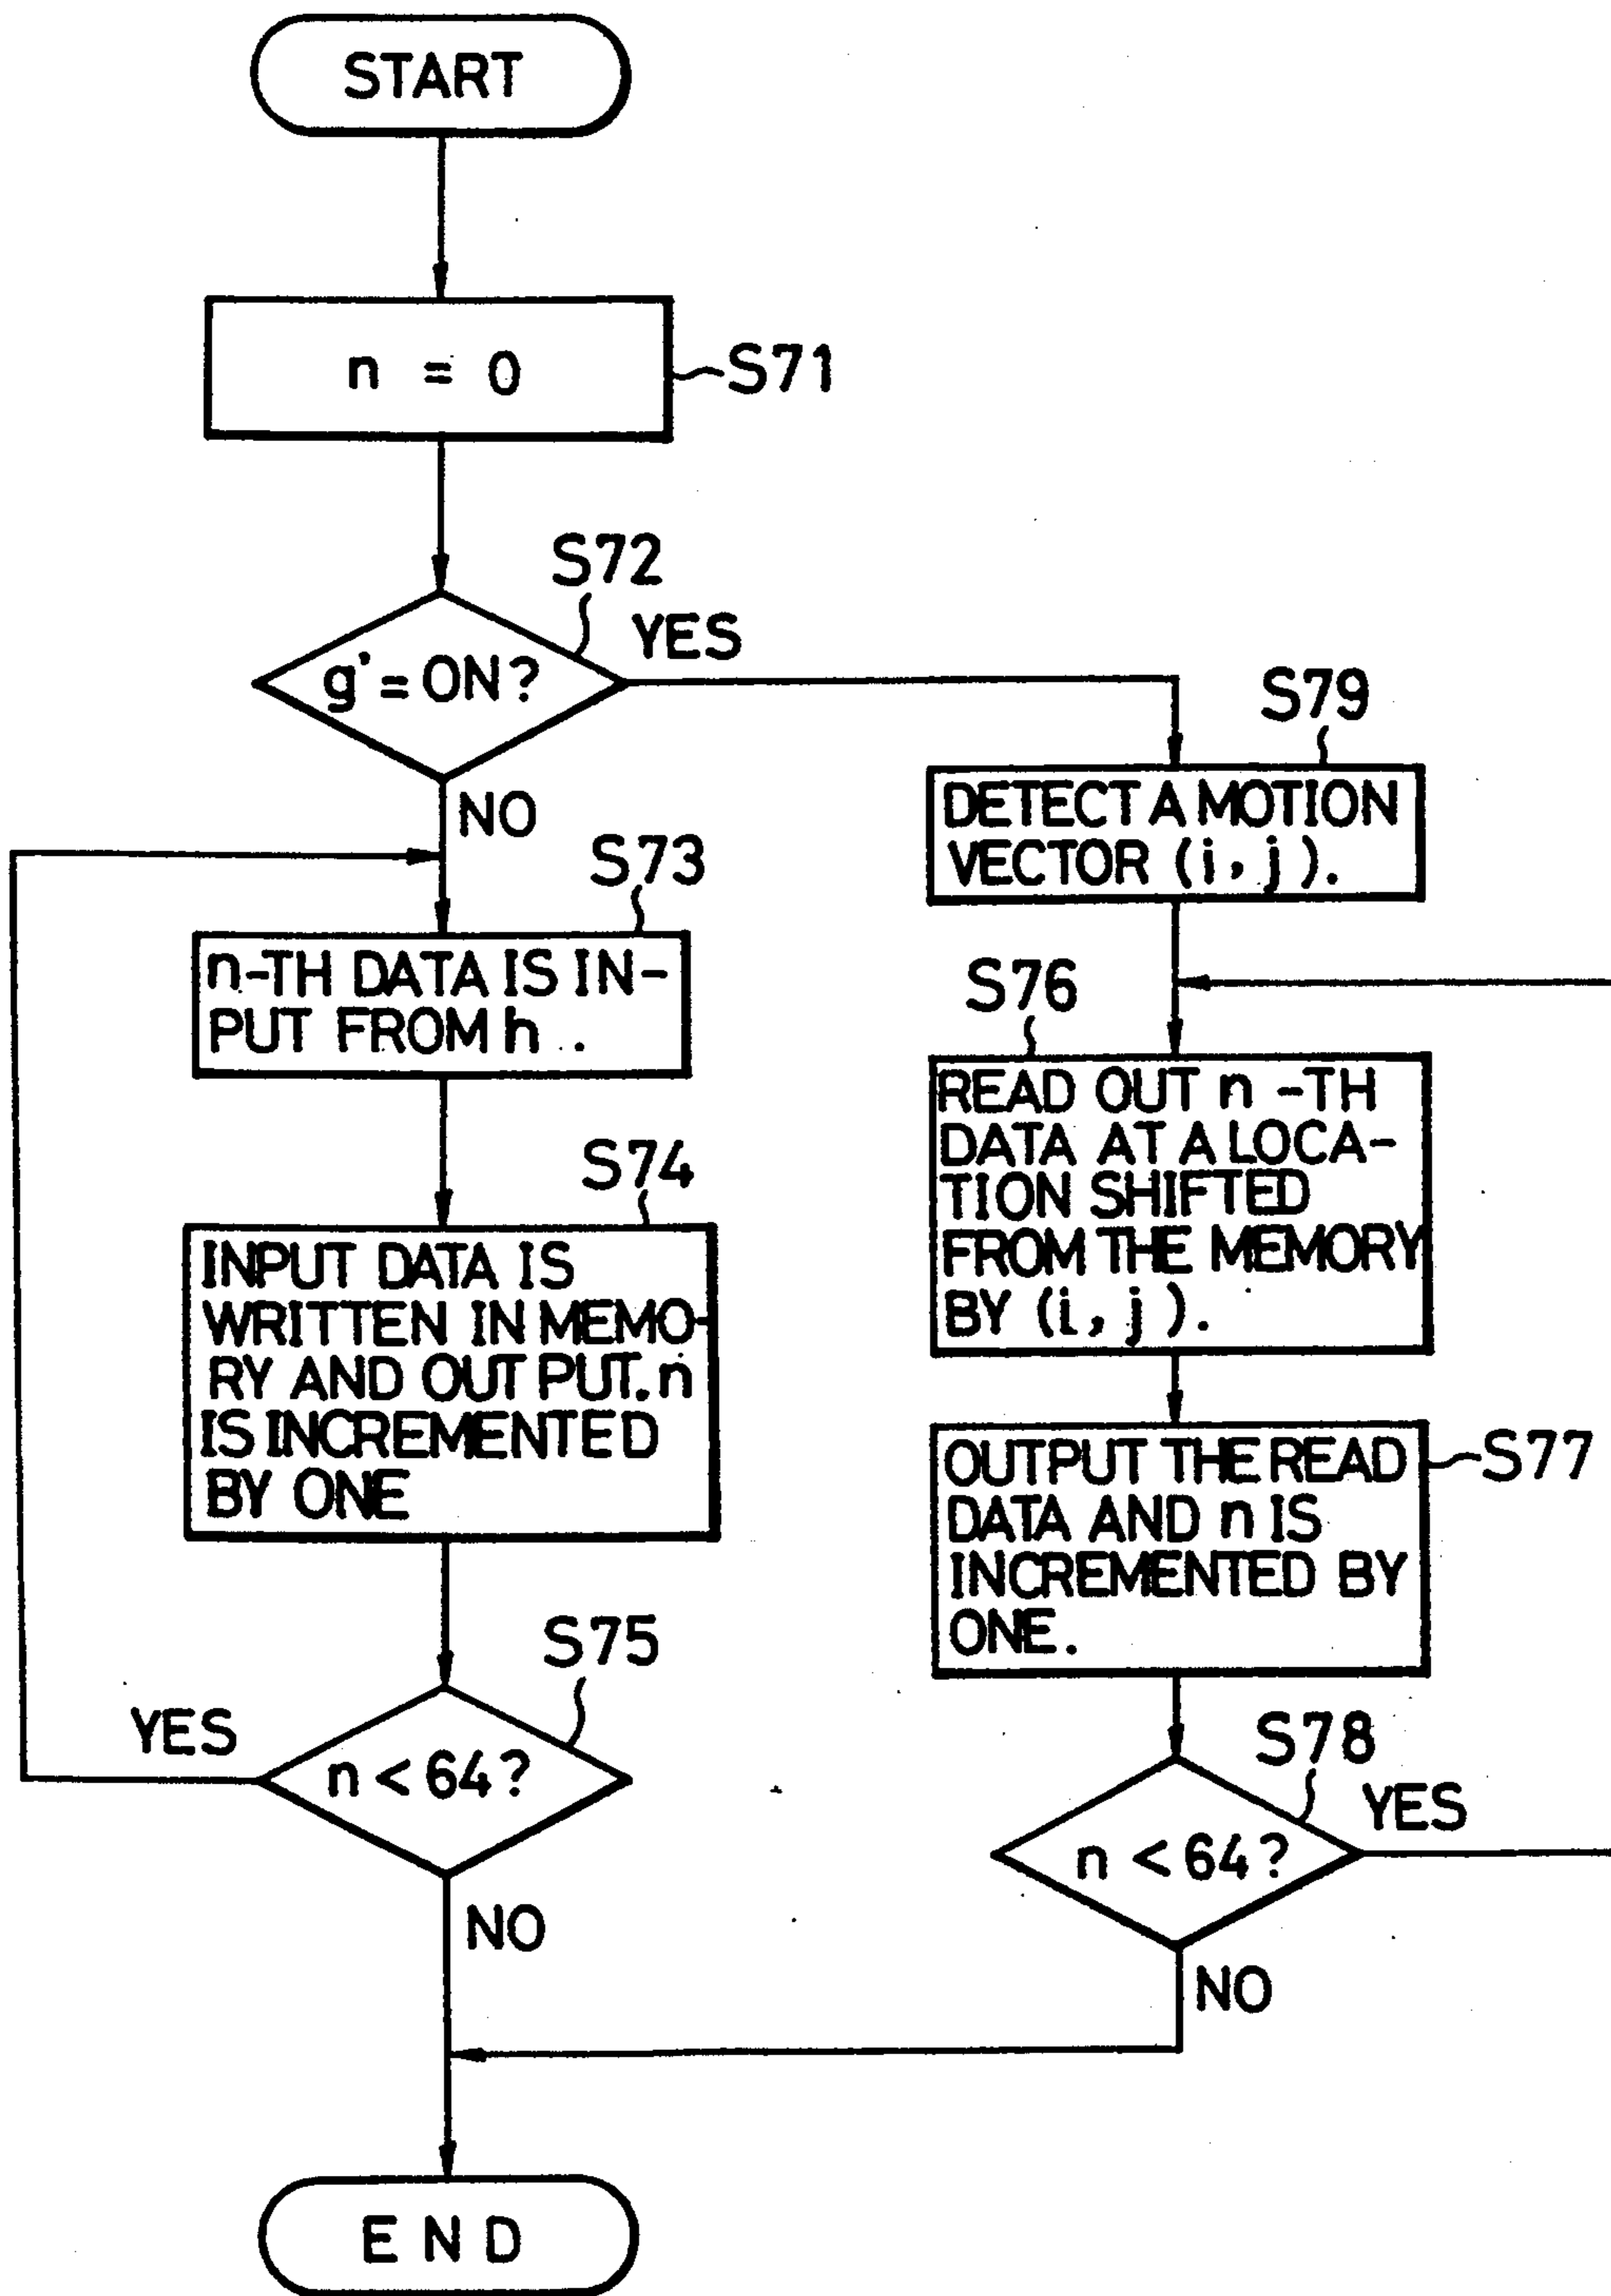 START
n = 0
S71
S72
g' = ON?
YES
NO
S79
DETECT A MOTION
VECTOR (i, j).
S73
n-TH DATA IS IN-
PUT FROM h .
S76
READ OUT n -TH
DATA AT A LOCA-
TION SHIFTED
FROM THE MEMORY
BY (i, j).
S74
INPUT DATA IS
WRITTEN IN MEMO-
RY AND OUT PUT. n
IS INCREMENTED
BY ONE
S77
OUTPUT THE READ
DATA AND n IS
INCREMENTED BY
ONE.
S75
YES
n < 64?
NO
S78
n < 64?
YES
NO
END